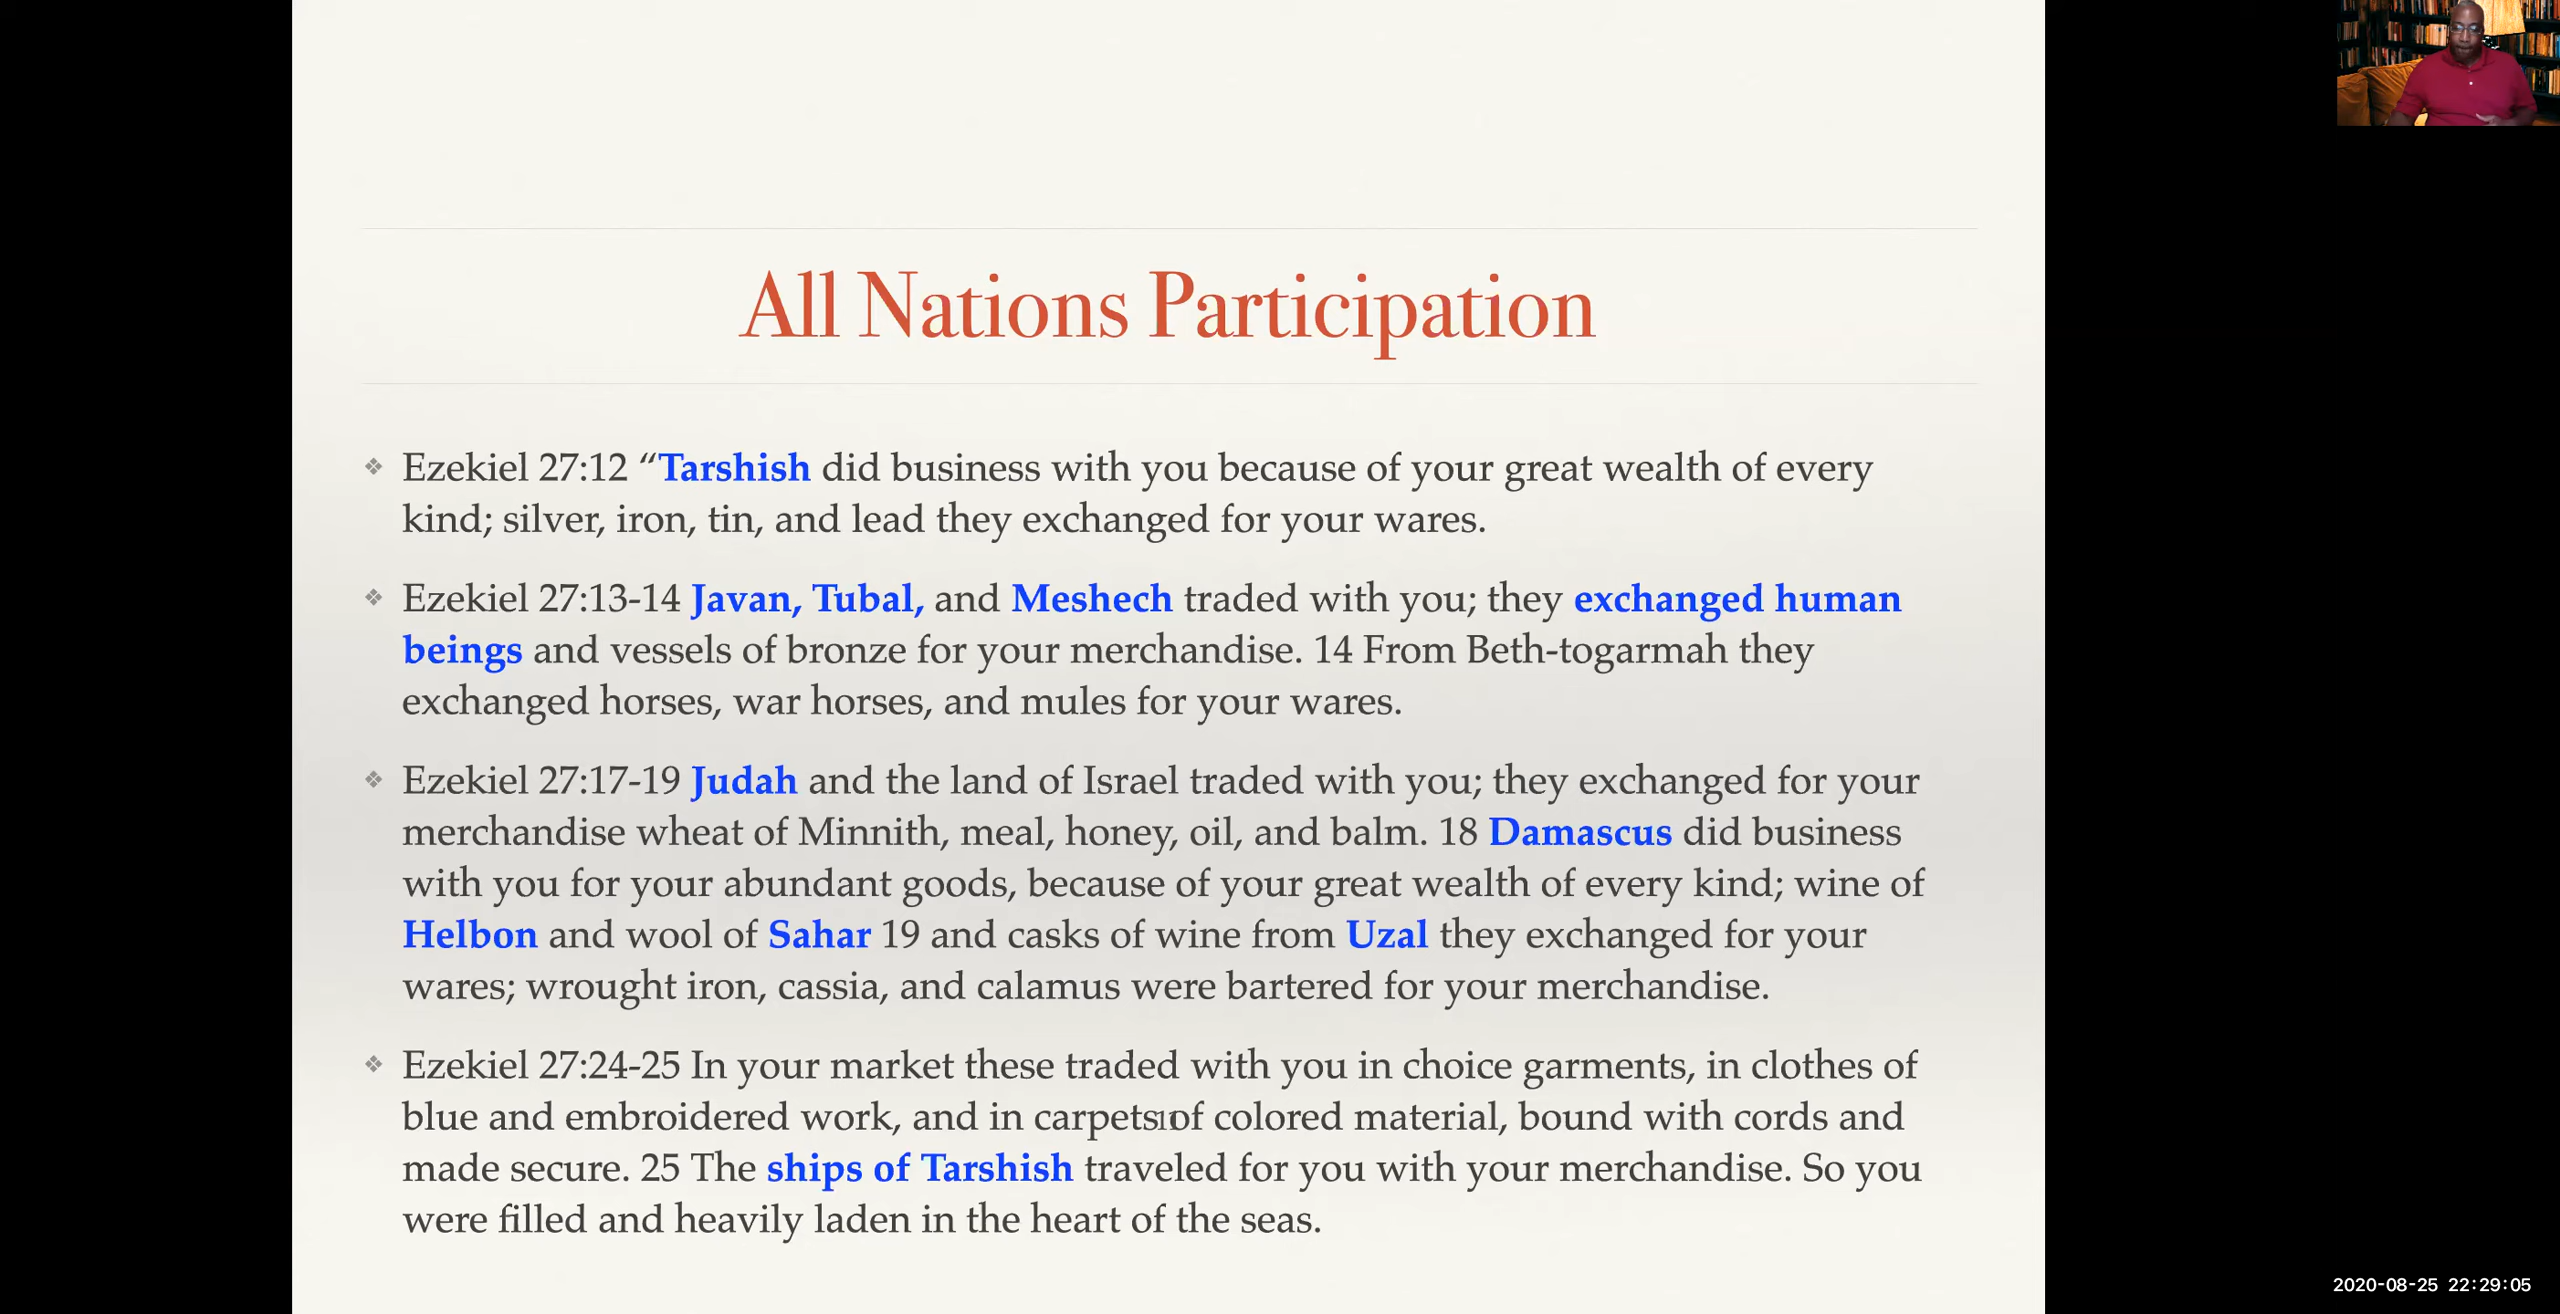 All Nations Participation
❖ Ezekiel 27:12 “Tarshish did business with you because of your great wealth of every
kind; silver, iron, tin, and lead they exchanged for your wares.
❖ Ezekiel 27:13-14 Javan, Tubal, and Meshech traded with you; they exchanged human
beings and vessels of bronze for your merchandise. 14 From Beth-togarmah they
exchanged horses, war horses, and mules for your wares.
❖ Ezekiel 27:17-19 Judah and the land of Israel traded with you; they exchanged for your
merchandise wheat of Minnith, meal, honey, oil, and balm. 18 Damascus did business
with you for your abundant goods, because of your great wealth of every kind; wine of
Helbon and wool of Sahar 19 and casks of wine from Uzal they exchanged for your
wares; wrought iron, cassia, and calamus were bartered for your merchandise.
❖ Ezekiel 27:24-25 In your market these traded with you in choice garments, in clothes of
blue and embroidered work, and in carpets of colored material, bound with cords and
made secure. 25 The ships of Tarshish traveled for you with your merchandise. So you
were filled and heavily laden in the heart of the seas.
2020-08-25 22:29:05